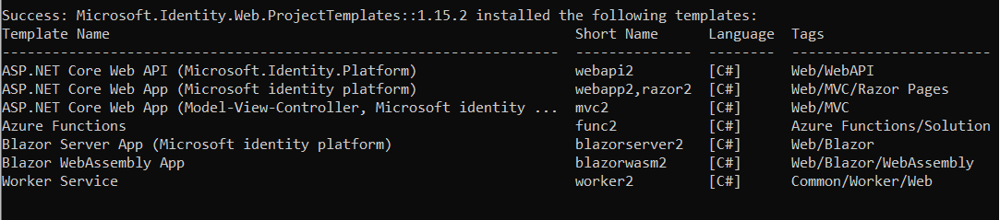 Success: Microsoft.Identity.Web.ProjectTemplates::1.15.2 installed the following templates:
Template Name                                                         Short Name      Language  Tags
-------------------------------------------------------------------  --------------  --------  ------------------------
ASP.NET Core Web API (Microsoft.Identity.Platform)                    webapi2         [C#]      Web/WebAPI
ASP.NET Core Web App (Microsoft identity platform)                    webapp2,razor2  [C#]      Web/MVC/Razor Pages
ASP.NET Core Web App (Model-View-Controller, Microsoft identity ...   mvc2            [C#]      Web/MVC
Azure Functions                                                       func2           [C#]      Azure Functions/Solution
Blazor Server App (Microsoft identity platform)                       blazorserver2   [C#]      Web/Blazor
Blazor WebAssembly App                                                blazorwasm2     [C#]      Web/Blazor/WebAssembly
Worker Service                                                        worker2         [C#]      Common/Worker/Web